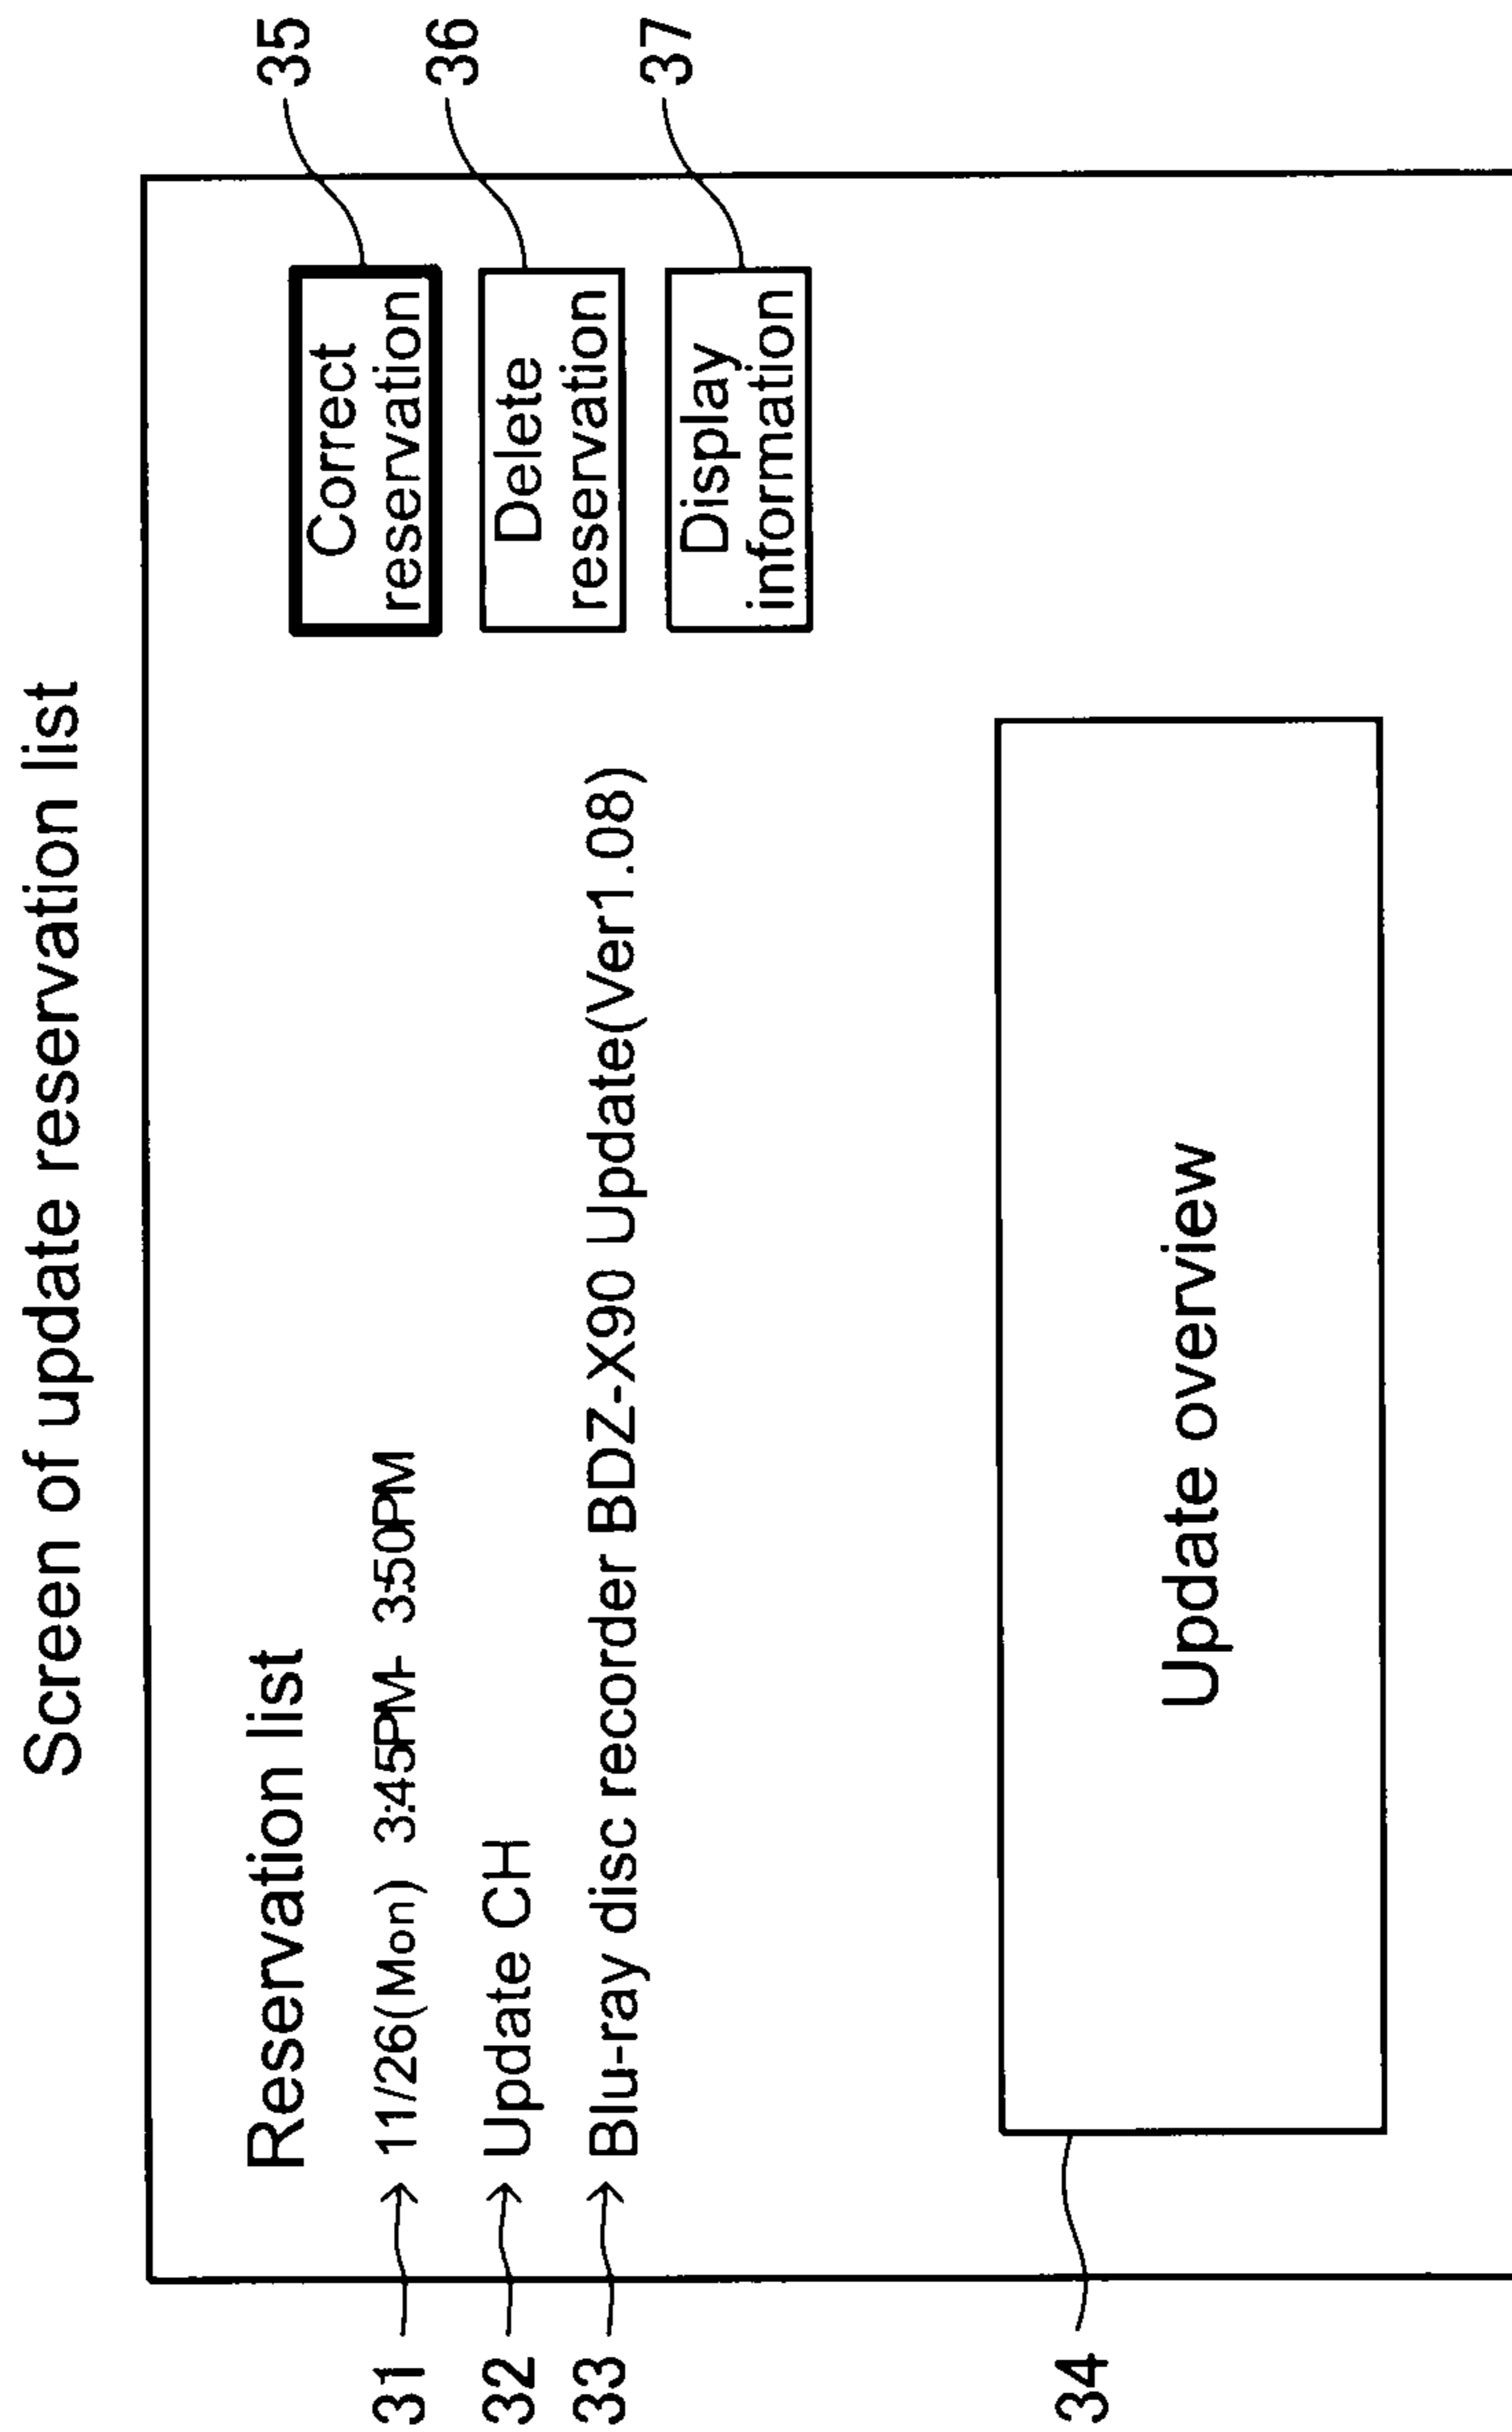 Screen of update reservation list
35
Reservation list
Correct
reservation
31
11/26(Mon) 3:45PM- 3:50PM
36
32
Update CH
Delete
reservation
33
Blu-ray disc recorder BDZ-X90 Update(Ver1.08)
37
Display
information
34
Update overview